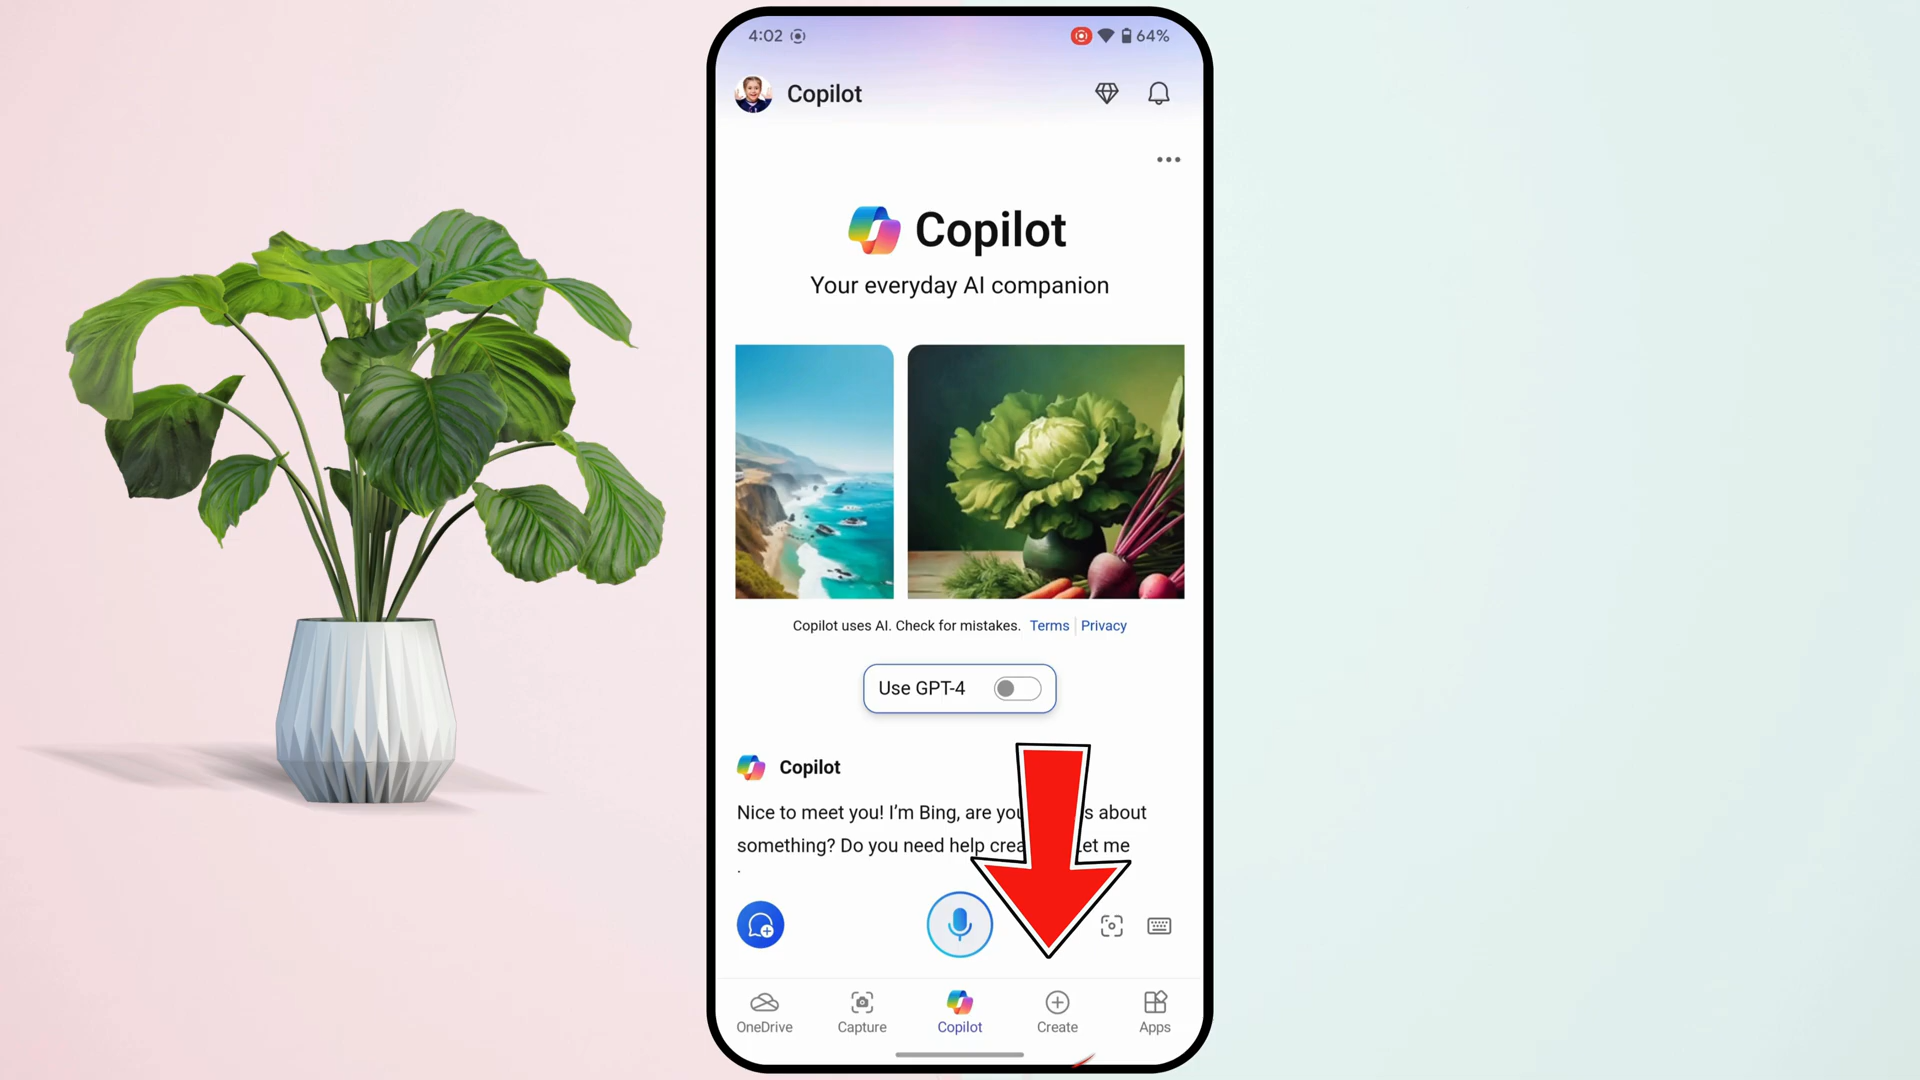 4:02 64%
Copilot
Copilot
Your everyday AI companion
Copilot uses AI. Check for mistakes. Terms Privacy
Use GPT-4
Copilot
Nice to meet you! I'm Bing, are you s about
something? Do you need help crea et me
OneDrive Capture Copilot Create Apps